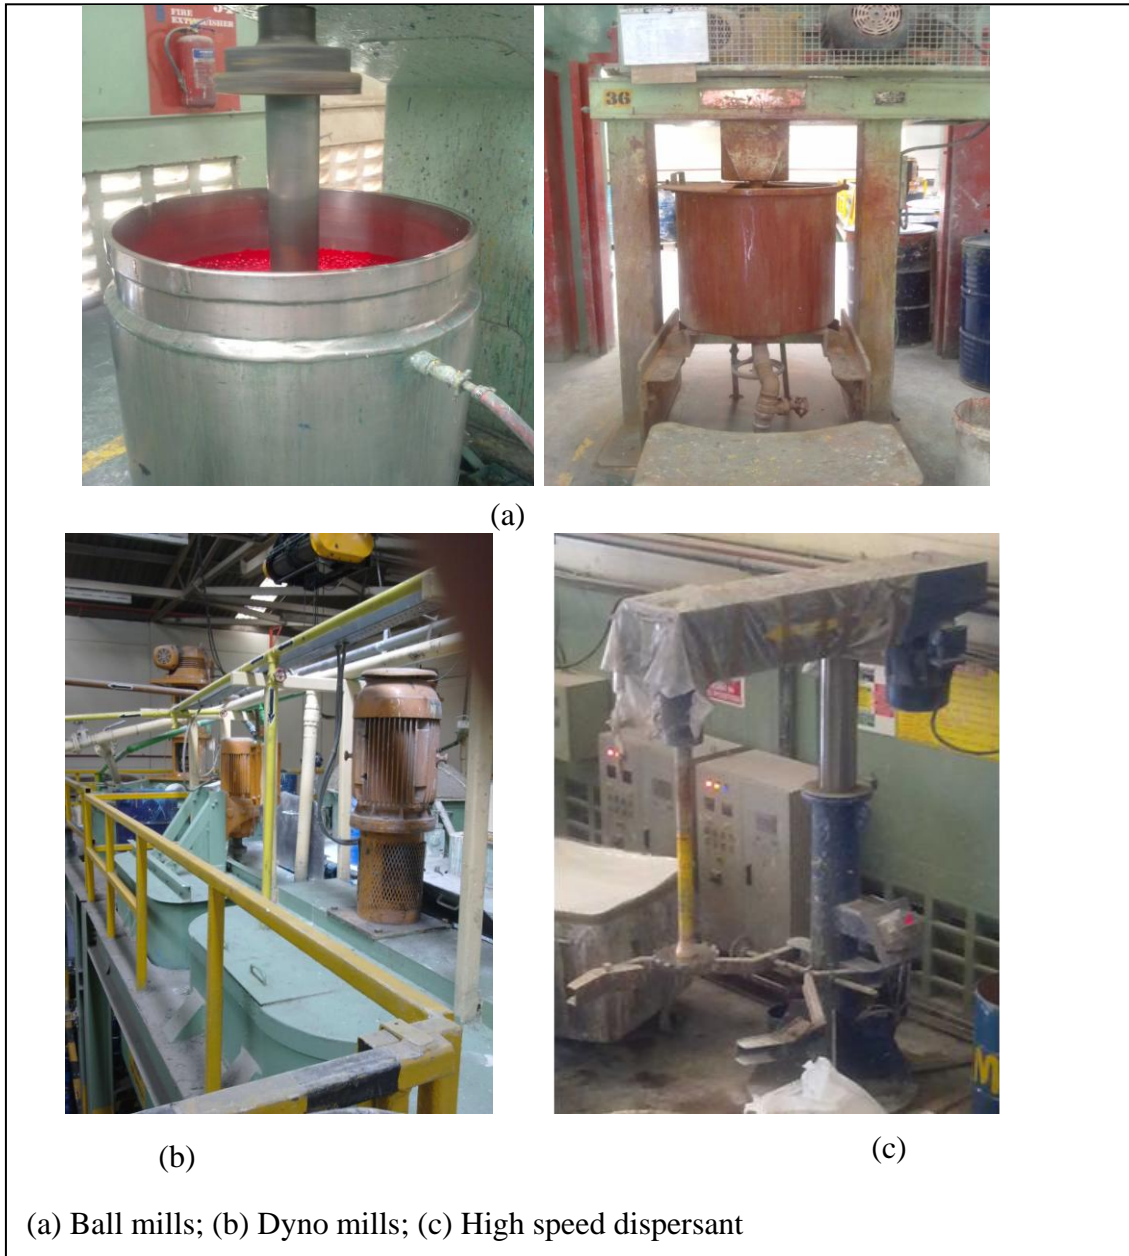 FIRE
EXTINGUISHER
36
(a)
(b)
(c)
(a) Ball mills; (b) Dyno mills; (c) High speed dispersant